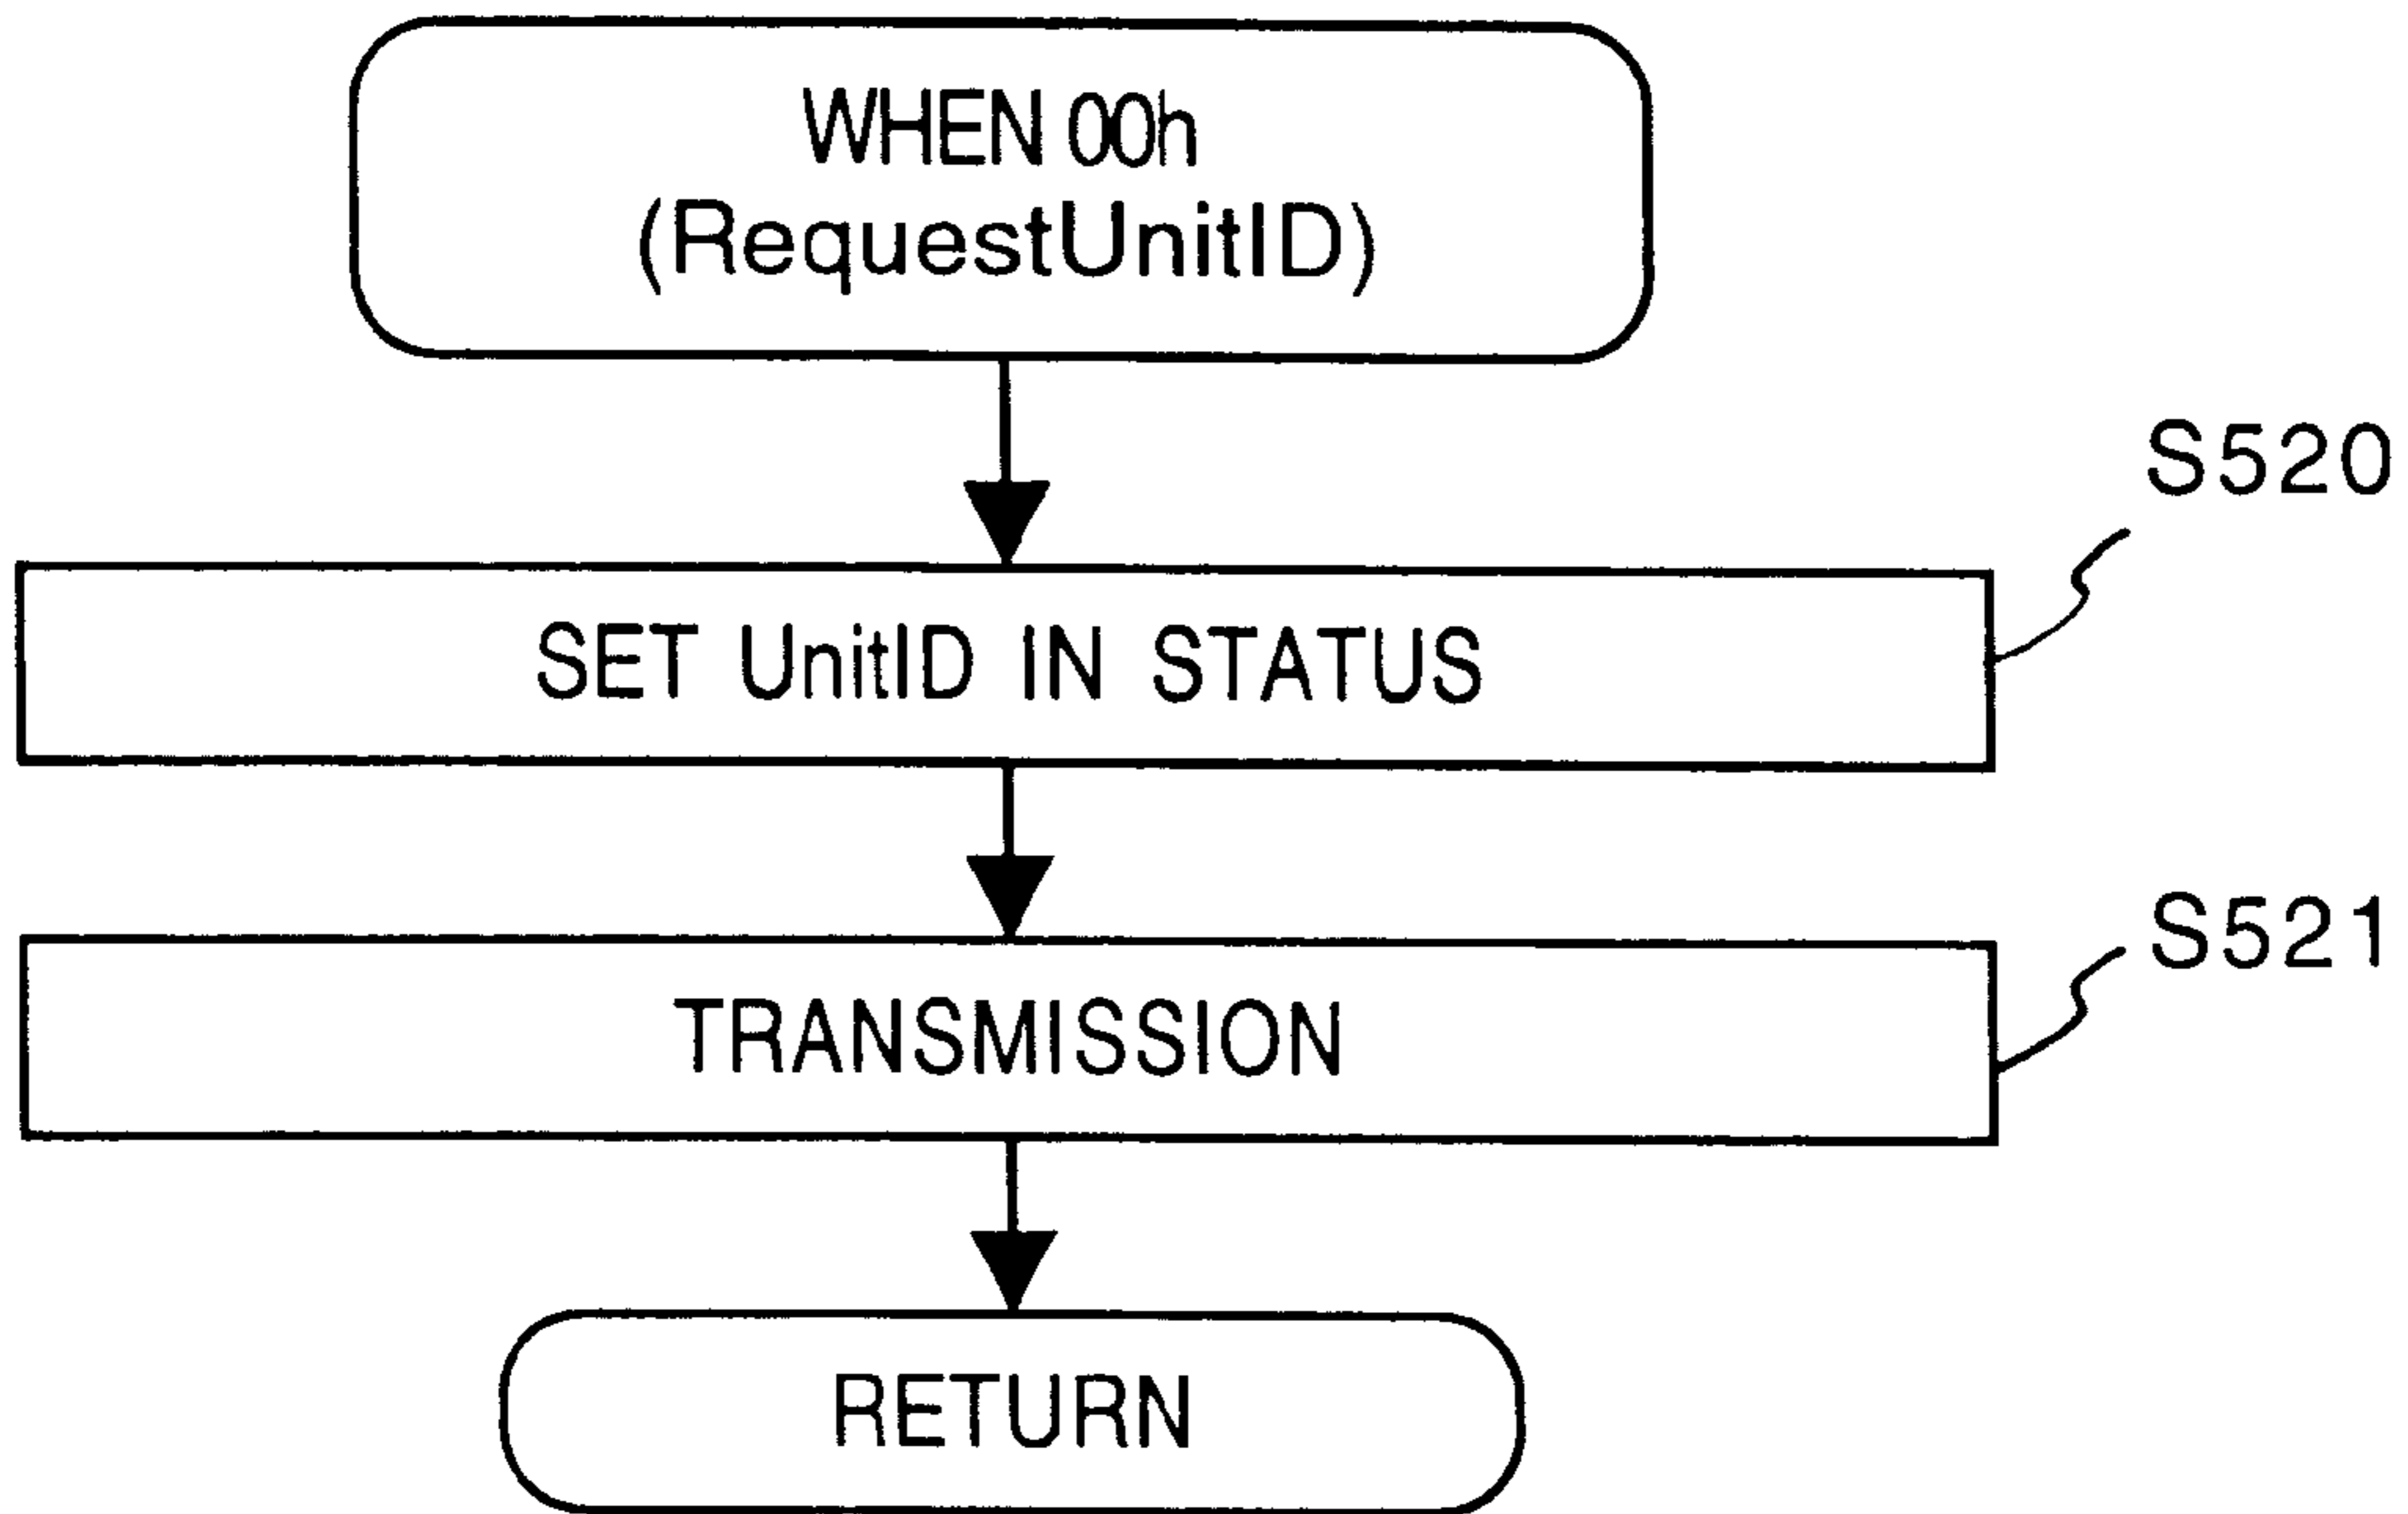 WHEN 00h
(RequestUnitID)
S520
SET UnitID IN STATUS
S521
TRANSMISSION
RETURN